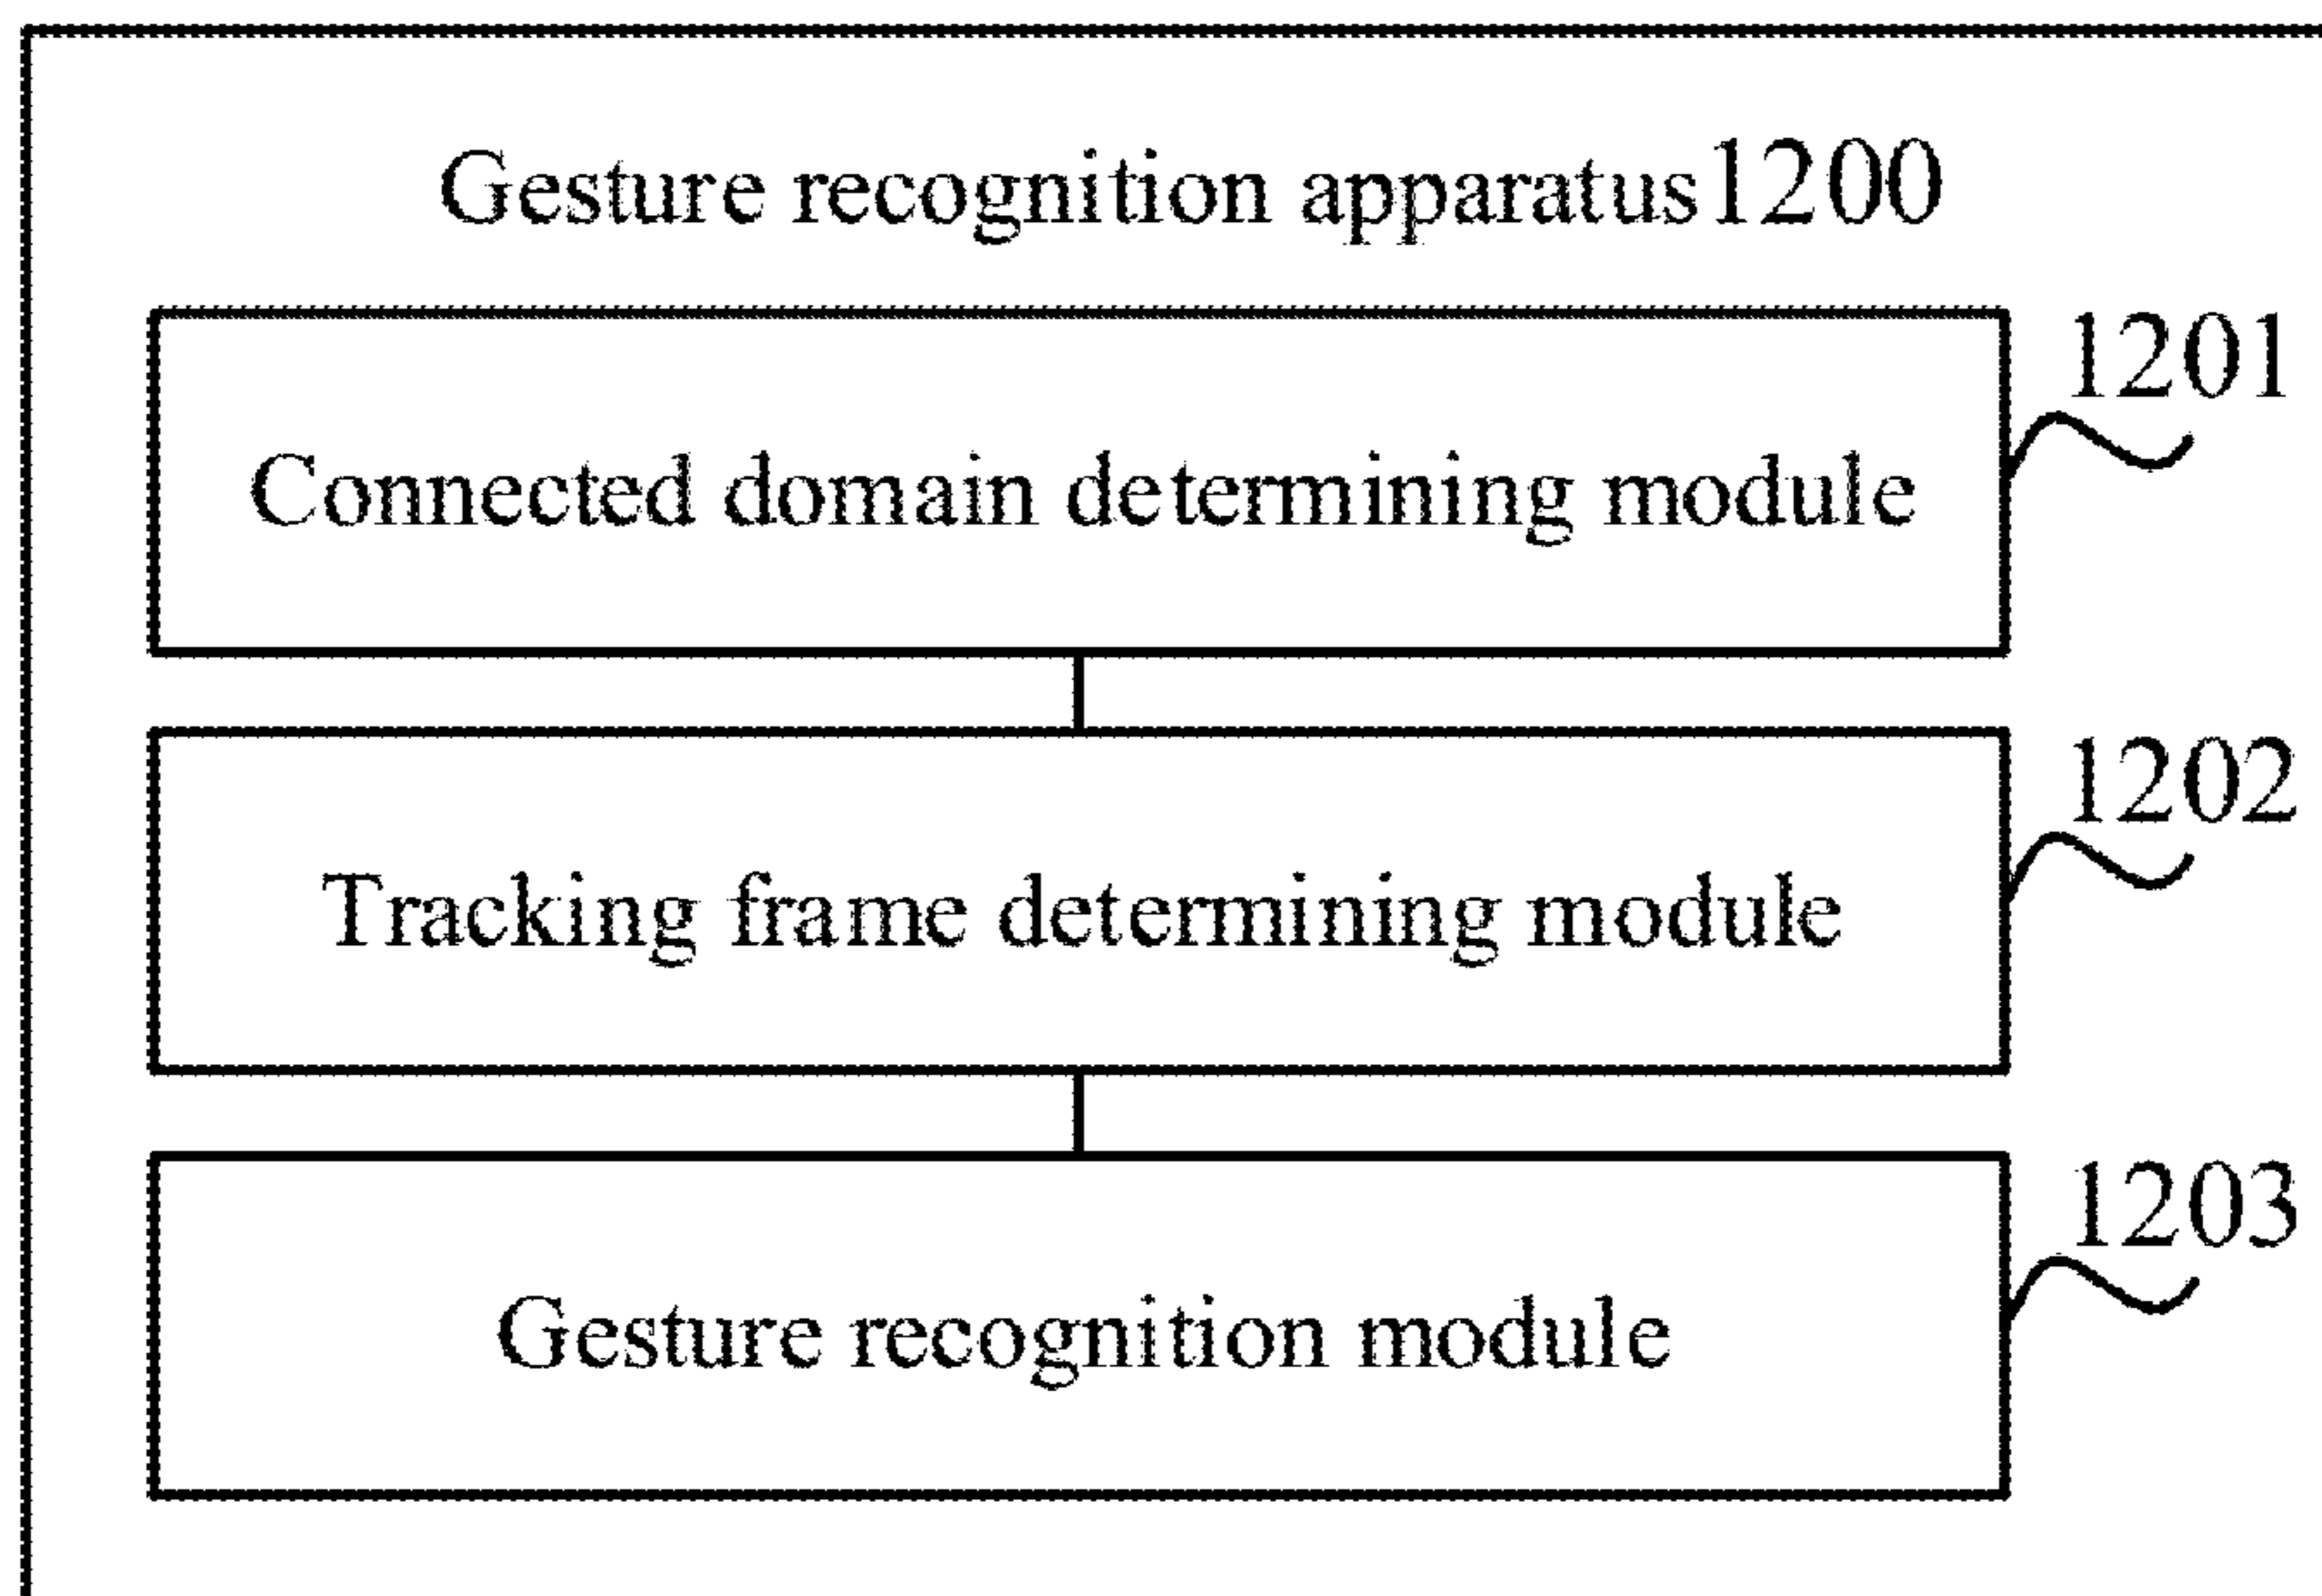 Gesture recognition apparatus1200
1201
Connected domain determining module
1202
Tracking frame determining module
1203
Gesture recognition module